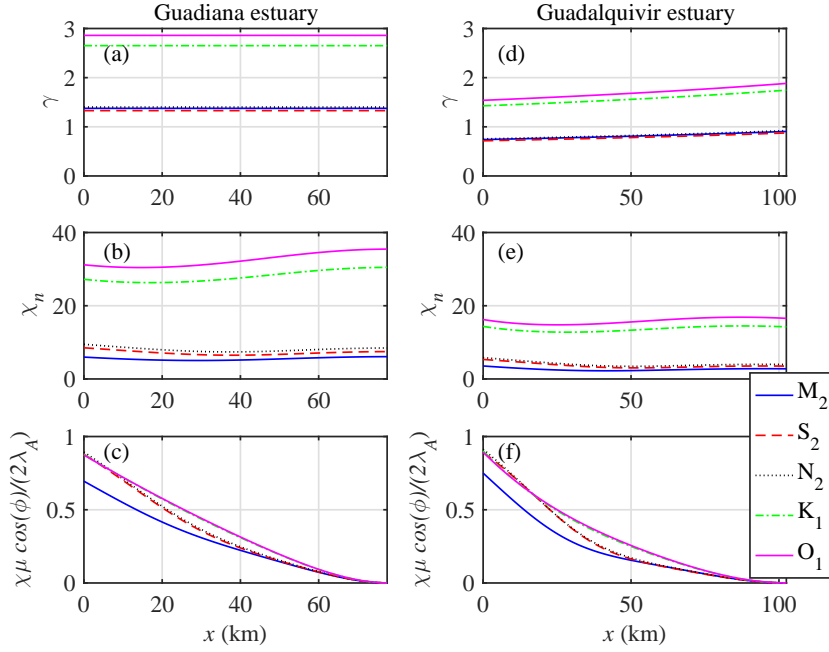 Guadiana estuary
Guadalquivir estuary
(a)
γ
3
2
1
0
0 20 40 60
(d)
γ
3
2
1
0
0 50 100
(b)
χn
40
20
0
0 20 40 60
(e)
χn
40
20
0
0 50 100
(c)
χμ cos(ϕ)/(2λA)
1
0.5
0
0 20 40 60
x (km)
(f)
χμ cos(ϕ)/(2λA)
1
0.5
0
0 50 100
x (km)
M2
S2
N2
K1
O1